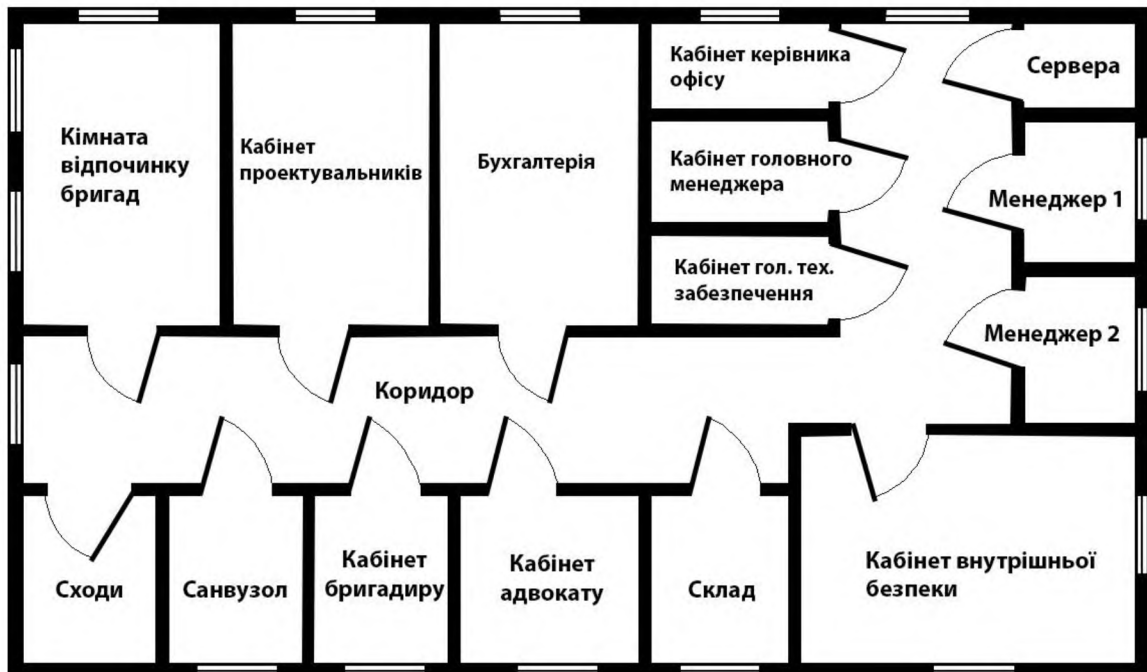 Кімната
відпочинку
бригад
Кабінет
проектувальників
Бухгалтерія
Кабінет керівника
офісу
Сервера
Кабінет головного
менеджера
Менеджер 1
Кабінет гол. тех.
забезпечення
Менеджер 2
Коридор
Сходи
Санвузол
Кабінет
бригадиру
Кабінет
адвокату
Склад
Кабінет внутрішньої
безпеки